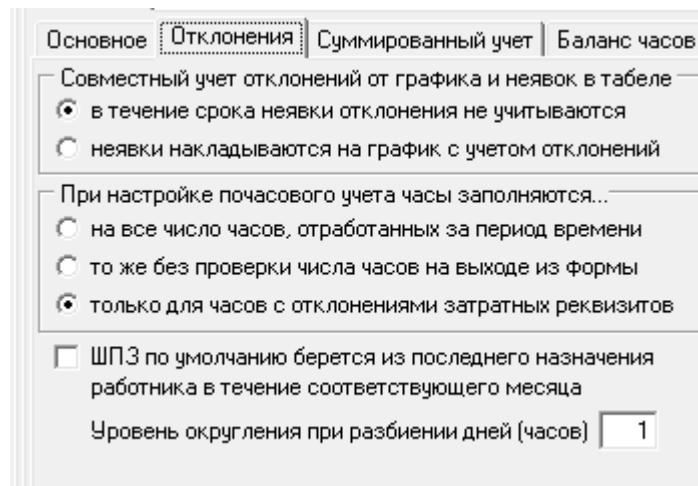 Основное Отклонения Суммированный учет Баланс часов
Совместный учет отклонений от графика и неявок в табеле
в течение срока неявки отклонения не учитываются
неявки накладываются на график с учетом отклонений
При настройке почасового учета часы заполняются...
на все число часов, отработанных за период времени
то же без проверки числа часов на выходе из формы
только для часов с отклонениями затратных реквизитов
ШПЗ по умолчанию берется из последнего назначения
работника в течение соответствующего месяца
Уровень округления при разбиении дней (часов) 1